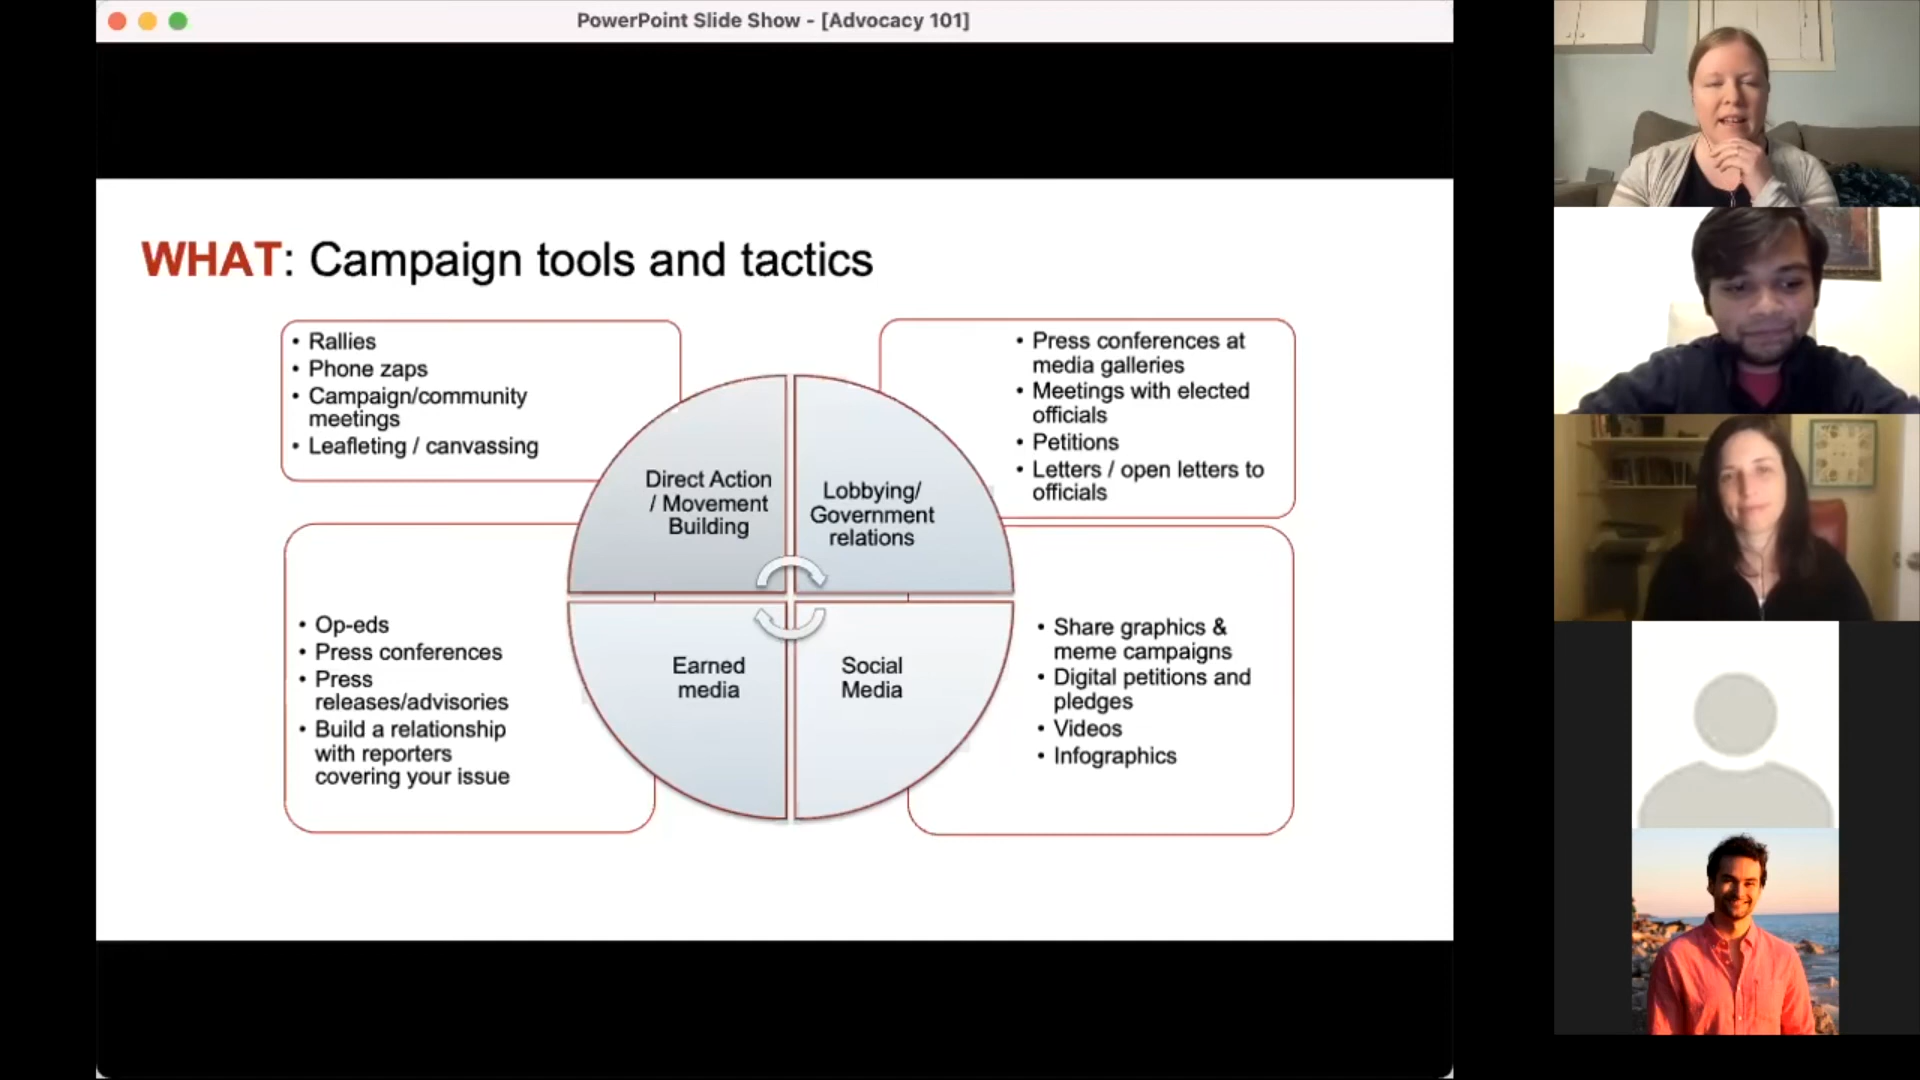 PowerPoint Slide Show - [Advocacy 101]
WHAT: Campaign tools and tactics
• Rallies
• Phone zaps
• Campaign/community
meetings
• Leafleting / canvassing
• Press conferences at
media galleries
• Meetings with elected
officials
• Petitions
• Letters / open letters to
officials
Direct Action
/ Movement
Building
Lobbying/
Government
relations
• Op-eds
• Press conferences
• Press
releases/advisories
• Build a relationship
with reporters
covering your issue
Earned
media
Social
Media
• Share graphics &
meme campaigns
• Digital petitions and
pledges
• Videos
• Infographics